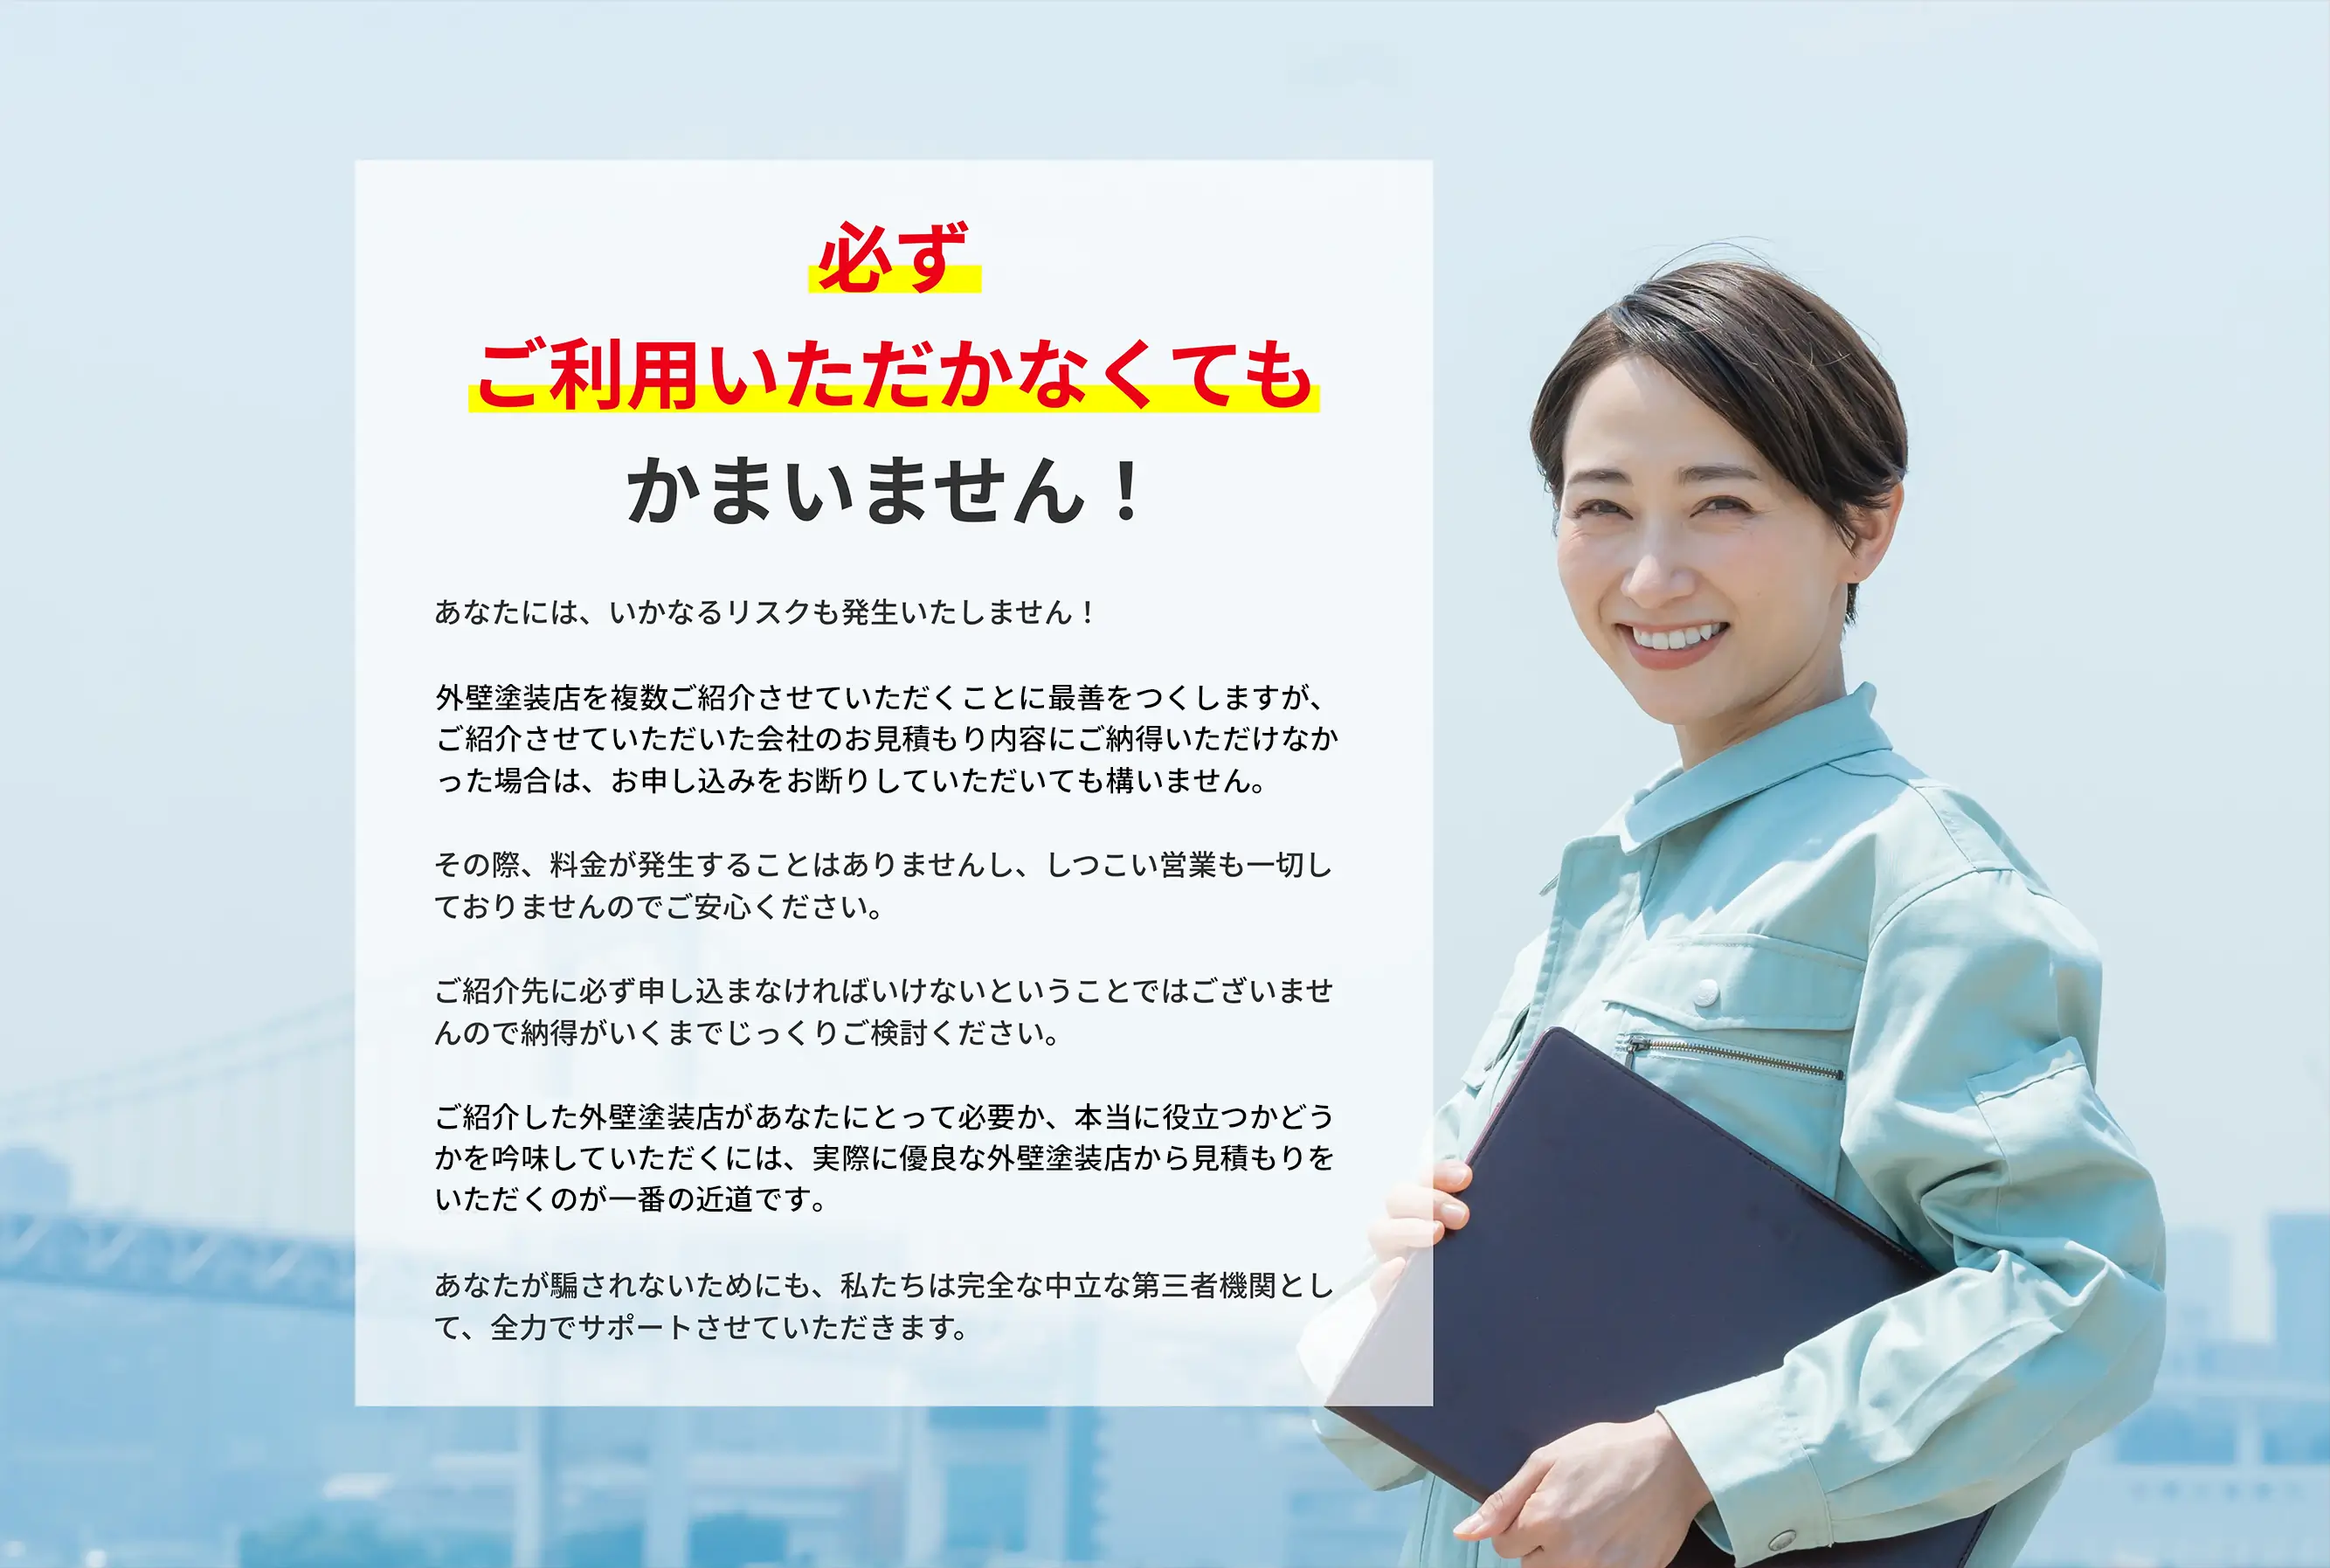 必ず
ご利用いただかなくても
かまいません！
あなたには、いかなるリスクも発生いたしません！
外壁塗装店を複数ご紹介させていただくことに最善をつくしますが、
ご紹介させていただいた会社のお見積もり内容にご納得いただけなか
った場合は、お申し込みをお断りしていただいても構いません。
その際、料金が発生することはありませんし、しつこい営業も一切し
ておりませんのでご安心ください。
ご紹介先に必ず申し込まなければいけないということではございませ
んので納得がいくまでじっくりご検討ください。
ご紹介した外壁塗装店があなたにとって必要か、本当に役立つかどう
かを吟味していただくには、実際に優良な外壁塗装店から見積もりを
いただくのが一番の近道です。
あなたが騙されないためにも、私たちは完全な中立な第三者機関とし
て、全力でサポートさせていただきます。